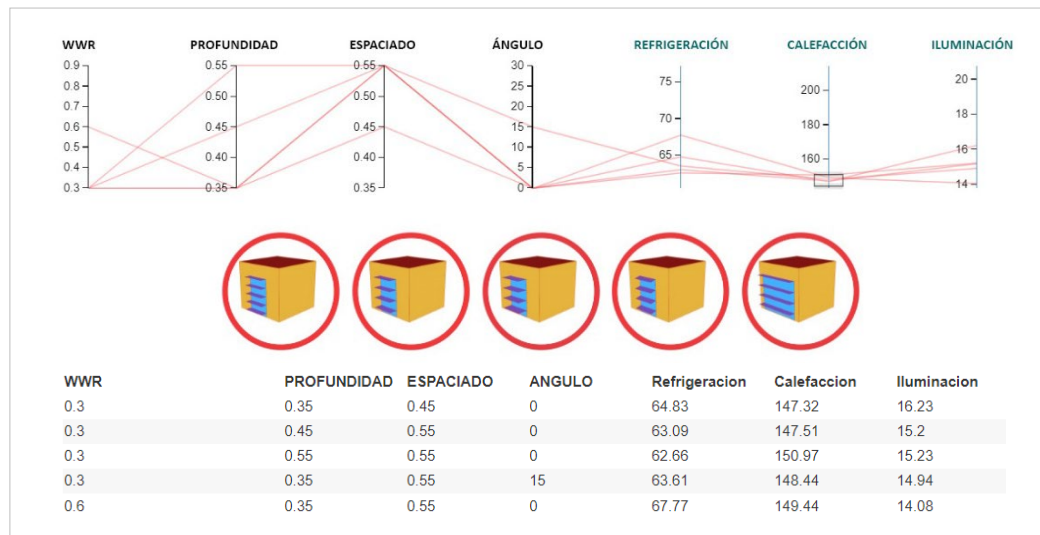 WWR PROFUNDIDAD ESPACIADO ÁNGULO REFRIGERACIÓN CALEFACCIÓN ILUMINACIÓN
0.9 0.55 0.55 30 75 200 20
0.8 0.50 0.50 25 70 180 18
0.7 0.45 0.45 20 65 160 16
0.6 0.40 0.40 15 14
0.5 0.35 0.35 10
0.4 5
0.3 0
WWR PROFUNDIDAD ESPACIADO ANGULO Refrigeracion Calefaccion Iluminacion
0.3 0.35 0.45 0 64.83 147.32 16.23
0.3 0.45 0.55 0 63.09 147.51 15.2
0.3 0.55 0.55 0 62.66 150.97 15.23
0.3 0.35 0.55 15 63.61 148.44 14.94
0.6 0.35 0.55 0 67.77 149.44 14.08